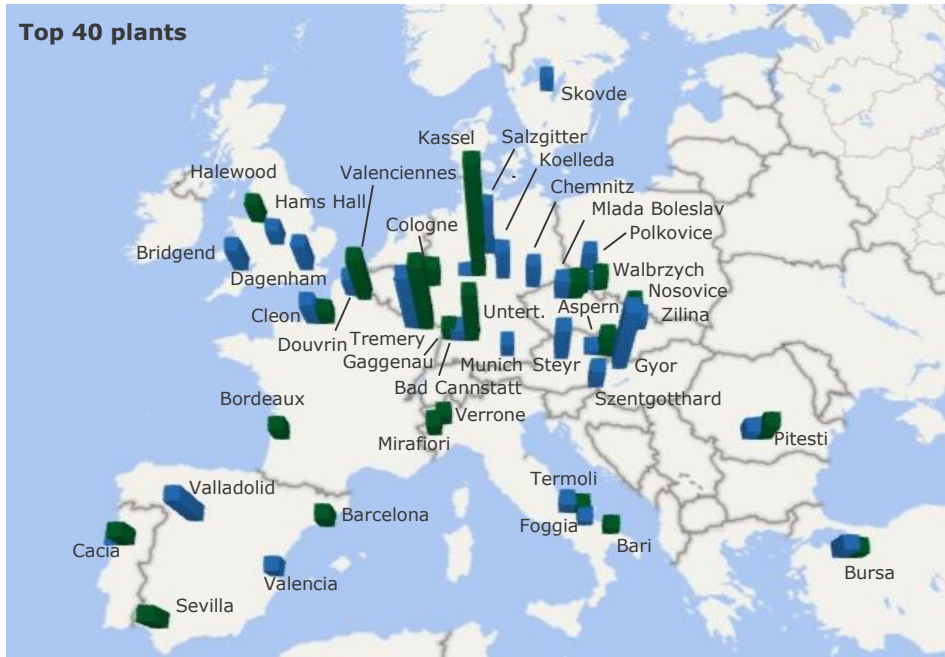 Top 40 plants
Skovde
Kassel
Salzgitter
Koelleda
Halewood
Valenciennes
Chemnitz
Hams Hall
Mlada Boleslav
Cologne
Polkovice
Bridgend
Dagenham
Walbrzych
Nosovice
Aspern
Zilina
Cleon
Untert.
Douvrin
Tremery
Gaggenau
Munich
Steyr
Gyor
Bad Cannstatt
Szentgotthard
Bordeaux
Verrone
Mirafiori
Pitesti
Termoli
Valladolid
Barcelona
Foggia
Cacia
Bari
Valencia
Bursa
Sevilla